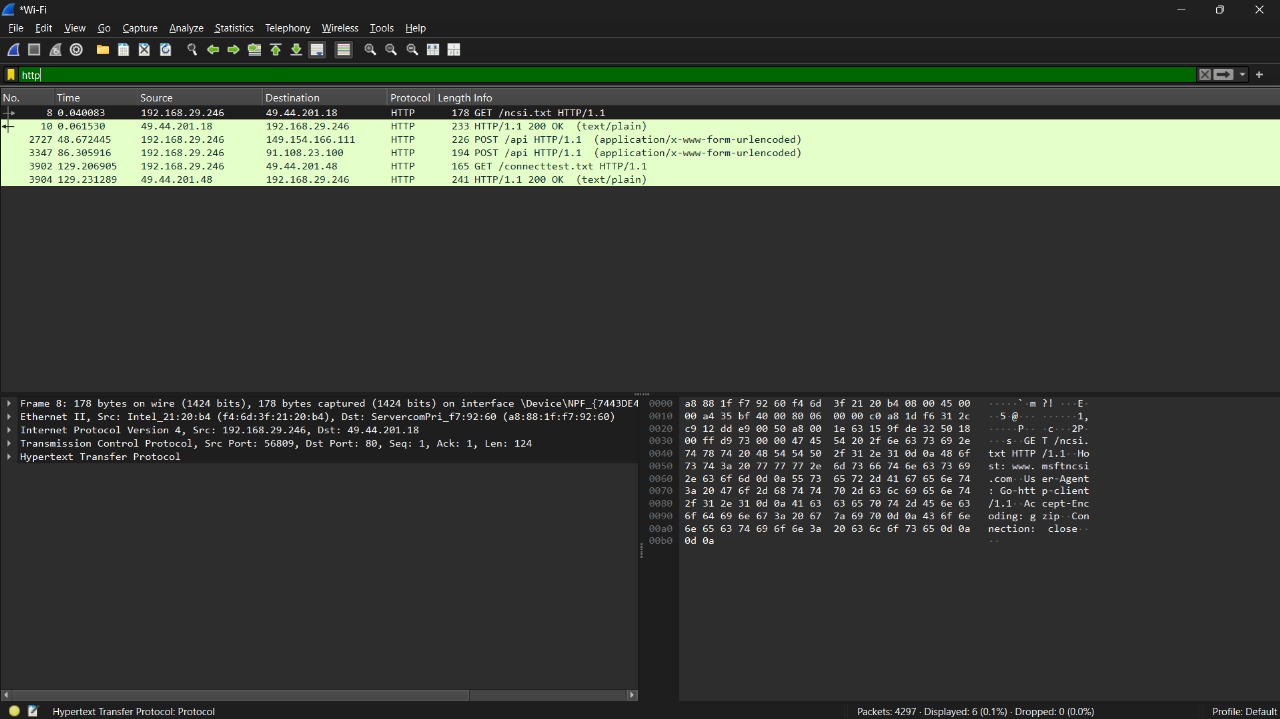 *Wi-Fi
File Edit View Go Capture Analyze Statistics Telephony Wireless Tools Help
http
No. Time Source Destination Protocol Length Info
8 0.040083 192.168.29.246 49.44.201.18 HTTP 178 GET /ncsi.txt HTTP/1.1
10 0.061530 49.44.201.18 192.168.29.246 HTTP 233 HTTP/1.1 200 OK (text/plain)
2727 48.672445 192.168.29.246 149.154.166.111 HTTP 226 POST /api HTTP/1.1 (application/x-www-form-urlencoded)
3347 86.305916 192.168.29.246 91.108.23.100 HTTP 194 POST /api HTTP/1.1 (application/x-www-form-urlencoded)
3902 129.206905 192.168.29.246 49.44.201.48 HTTP 165 GET /connecttest.txt HTTP/1.1
3904 129.231289 49.44.201.48 192.168.29.246 HTTP 241 HTTP/1.1 200 OK (text/plain)
Frame 8: 178 bytes on wire (1424 bits), 178 bytes captured (1424 bits) on interface \Device\NPF_{7443DE4
Ethernet II, Src: Intel_21:20:b4 (f4:6d:3f:21:20:b4), Dst: ServercomPri_f7:92:60 (a8:88:1f:f7:92:60)
Internet Protocol Version 4, Src: 192.168.29.246, Dst: 49.44.201.18
Transmission Control Protocol, Src Port: 56809, Dst Port: 80, Seq: 1, Ack: 1, Len: 124
Hypertext Transfer Protocol
0000 a8 88 1f f7 92 60 f4 6d 3f 21 20 b4 08 00 45 00 ·····`·m ?! ···E·
0010 00 a4 35 bf 40 00 80 06 00 00 c0 a8 1d f6 31 2c ··5·@··· ······1,
0020 c9 12 dd e9 00 50 a8 00 1e 63 15 9f de 32 50 18 ·····P·· ·c···2P·
0030 00 ff d9 73 00 00 47 45 54 20 2f 6e 63 73 69 2e ···s··GE T /ncsi.
0040 74 78 74 20 48 54 54 50 2f 31 2e 31 0d 0a 48 6f txt HTTP /1.1··Ho
0050 73 74 3a 20 77 77 77 2e 6d 73 66 74 6e 63 73 69 st: www. msftncsi
0060 2e 63 6f 6d 0d 0a 55 73 65 72 2d 41 67 65 6e 74 .com··Us er-Agent
0070 3a 20 47 6f 2d 68 74 74 70 2d 63 6c 69 65 6e 74 : Go-htt p-client
0080 2f 31 2e 31 0d 0a 41 63 63 65 70 74 2d 45 6e 63 /1.1··Ac cept-Enc
0090 6f 64 69 6e 67 3a 20 67 7a 69 70 0d 0a 43 6f 6e oding: g zip··Con
00a0 6e 65 63 74 69 6f 6e 3a 20 63 6c 6f 73 65 0d 0a nection:  close··
00b0 0d 0a ··
Hypertext Transfer Protocol: Protocol
Packets: 4297 · Displayed: 6 (0.1%) · Dropped: 0 (0.0%)
Profile: Default